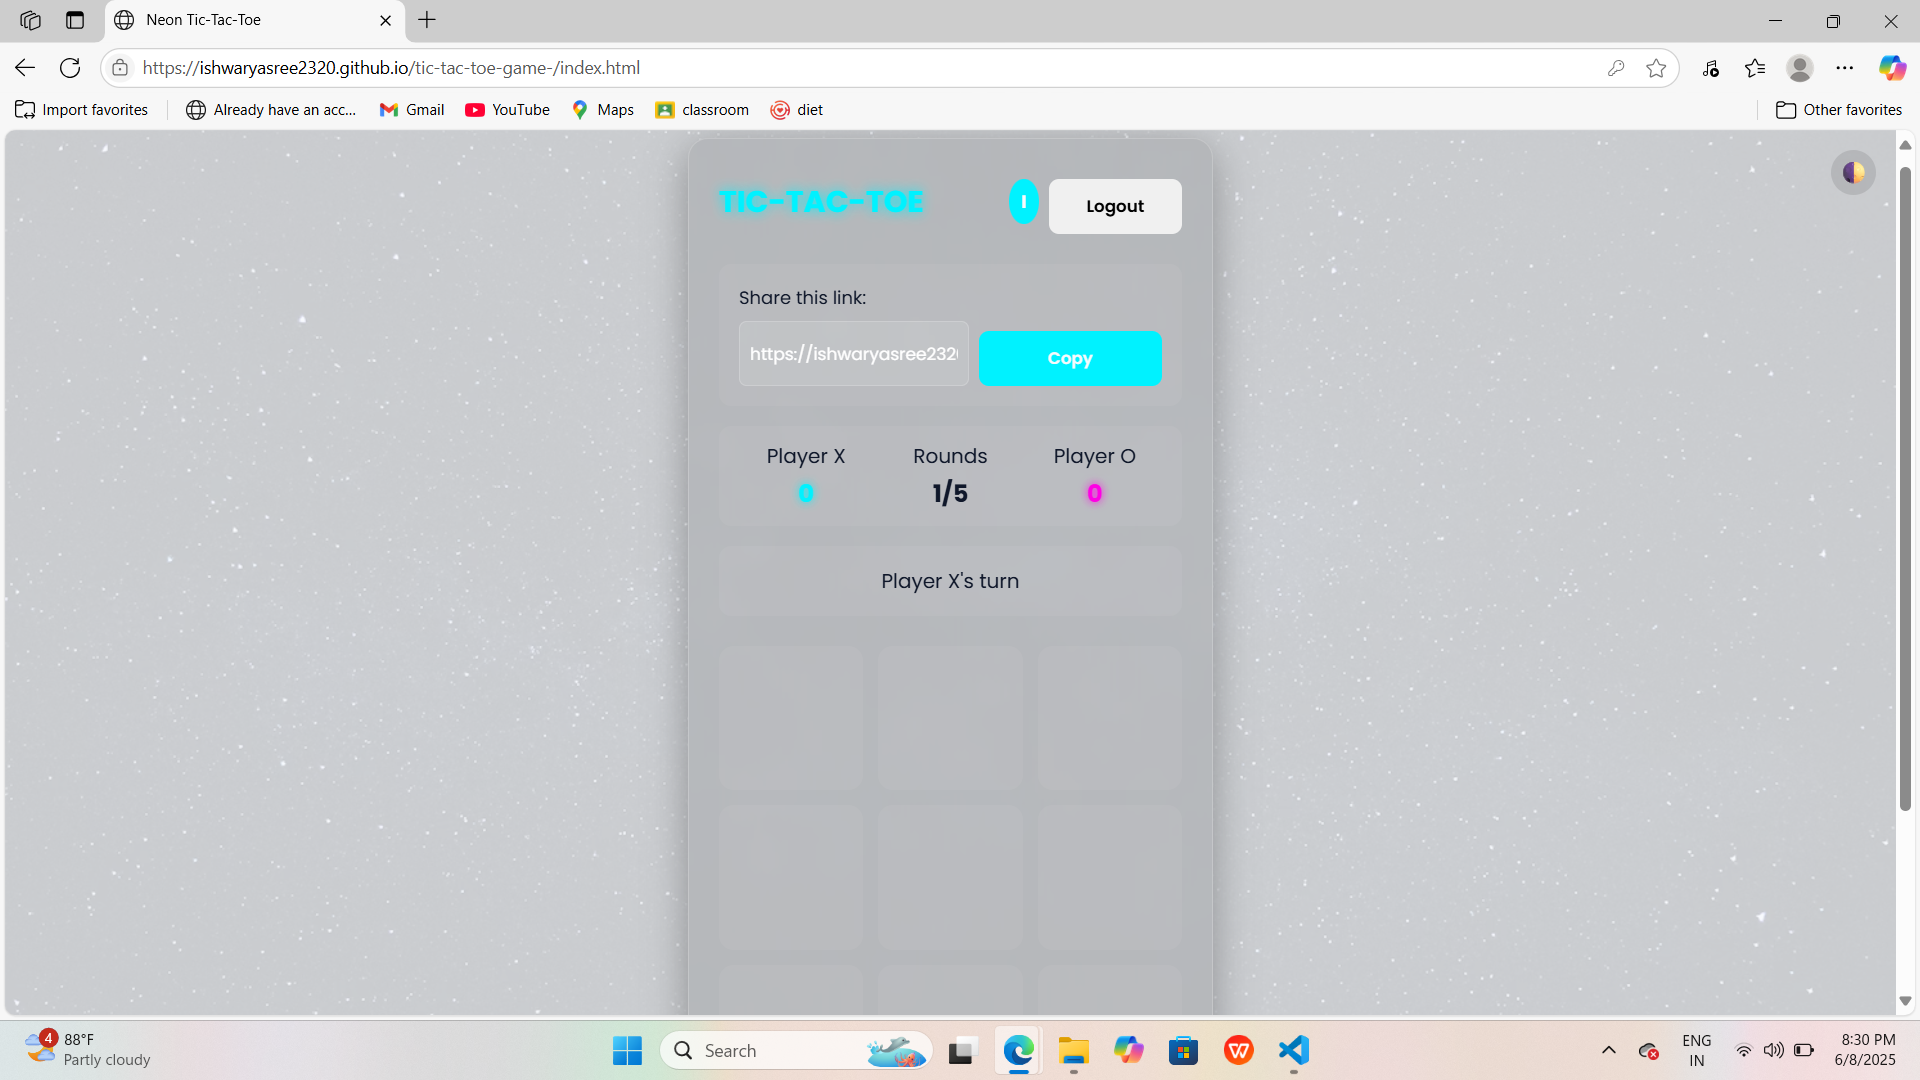 Neon Tic-Tac-Toe
https://ishwaryasree2320.github.io/tic-tac-toe-game-/index.html
Import favorites
Already have an acc...
Gmail
YouTube
Maps
classroom
diet
Other favorites
TIC-TAC-TOE
I
Logout
Share this link:
https://ishwaryasree232
Copy
Player X
Rounds
Player O
0
1/5
0
Player X's turn
4
88°F
Partly cloudy
Search
ENG
IN
8:30 PM
6/8/2025